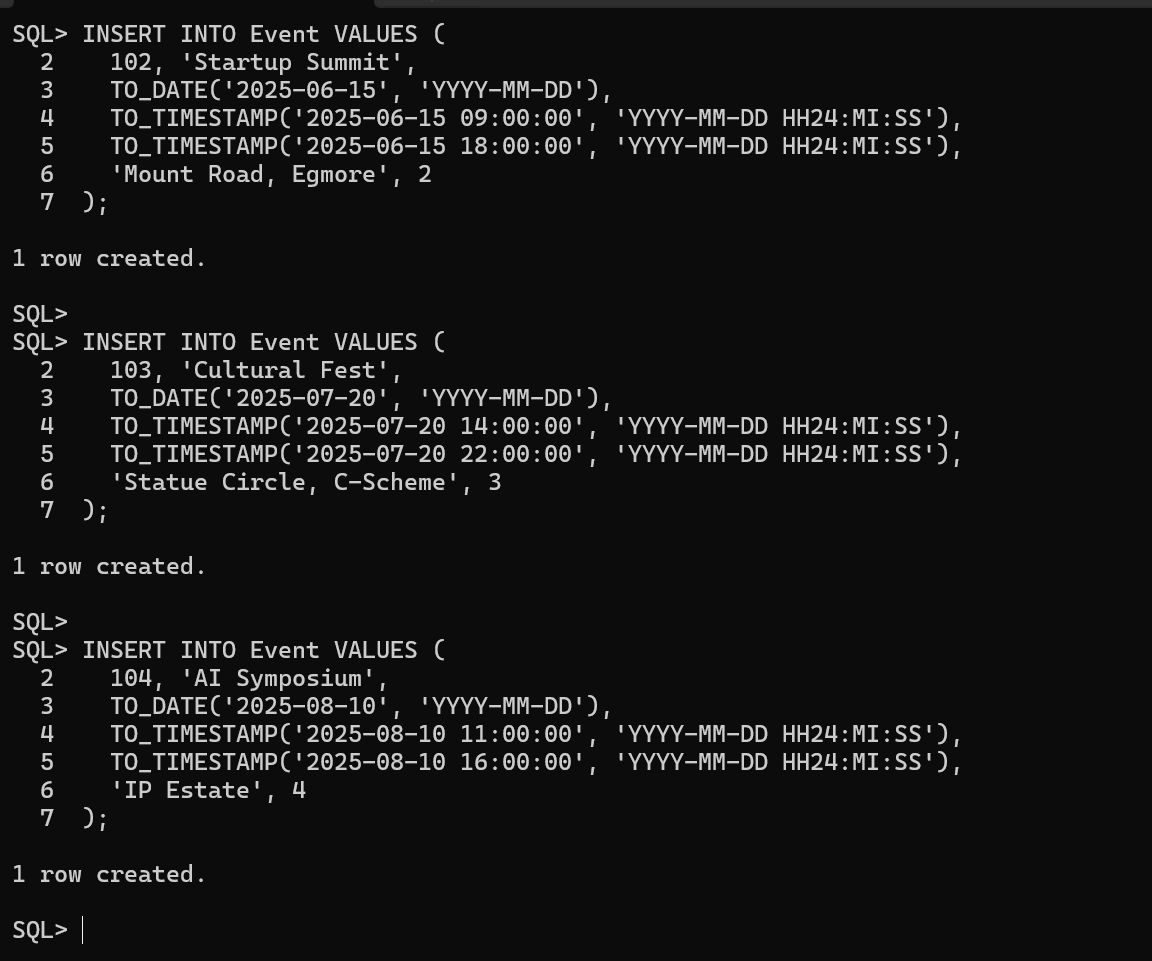 SQL> INSERT INTO Event VALUES (
  2    102, 'Startup Summit',
  3    TO_DATE('2025-06-15', 'YYYY-MM-DD'),
  4    TO_TIMESTAMP('2025-06-15 09:00:00', 'YYYY-MM-DD HH24:MI:SS'),
  5    TO_TIMESTAMP('2025-06-15 18:00:00', 'YYYY-MM-DD HH24:MI:SS'),
  6    'Mount Road, Egmore', 2
  7  );

1 row created.

SQL>
SQL> INSERT INTO Event VALUES (
  2    103, 'Cultural Fest',
  3    TO_DATE('2025-07-20', 'YYYY-MM-DD'),
  4    TO_TIMESTAMP('2025-07-20 14:00:00', 'YYYY-MM-DD HH24:MI:SS'),
  5    TO_TIMESTAMP('2025-07-20 22:00:00', 'YYYY-MM-DD HH24:MI:SS'),
  6    'Statue Circle, C-Scheme', 3
  7  );

1 row created.

SQL>
SQL> INSERT INTO Event VALUES (
  2    104, 'AI Symposium',
  3    TO_DATE('2025-08-10', 'YYYY-MM-DD'),
  4    TO_TIMESTAMP('2025-08-10 11:00:00', 'YYYY-MM-DD HH24:MI:SS'),
  5    TO_TIMESTAMP('2025-08-10 16:00:00', 'YYYY-MM-DD HH24:MI:SS'),
  6    'IP Estate', 4
  7  );

1 row created.

SQL>